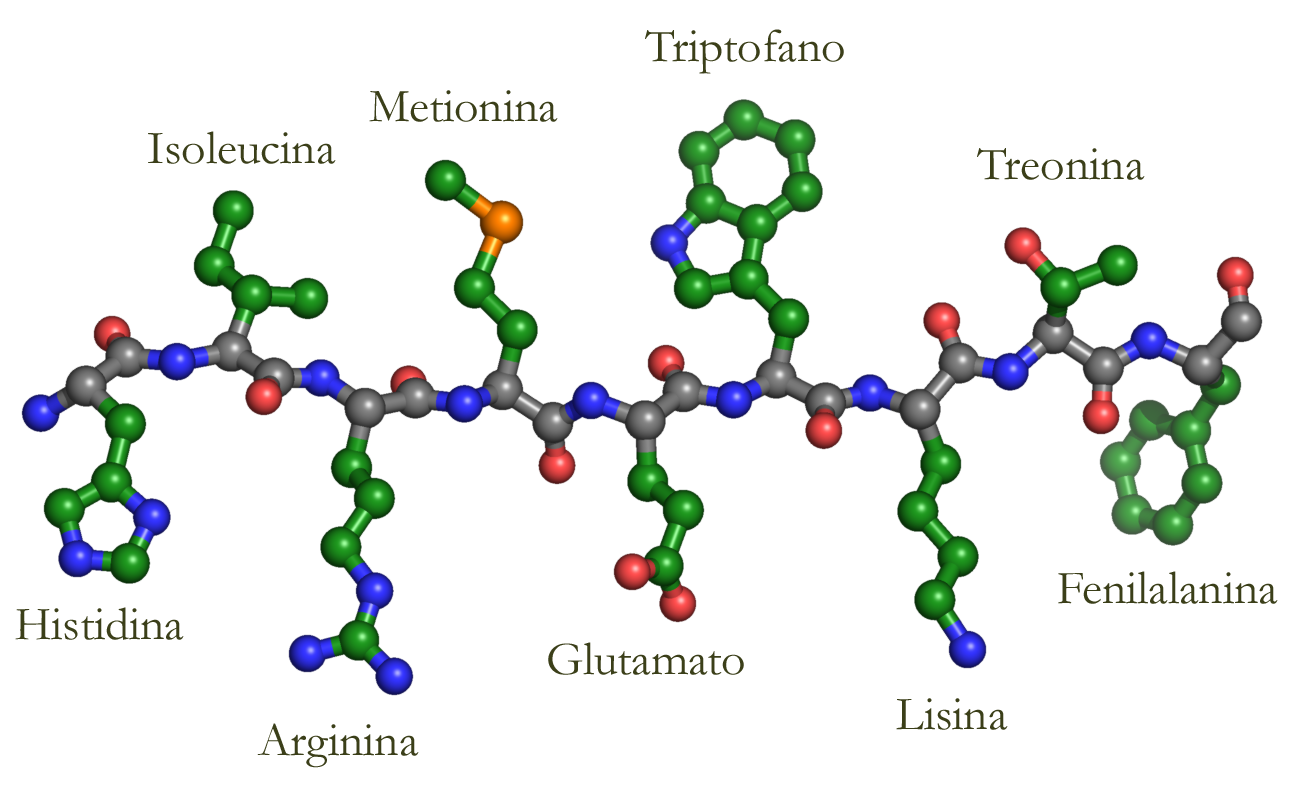 Triptofano
Metionina
Isoleucina
Treonina
Histidina
Fenilalanina
Glutamato
Lisina
Arginina